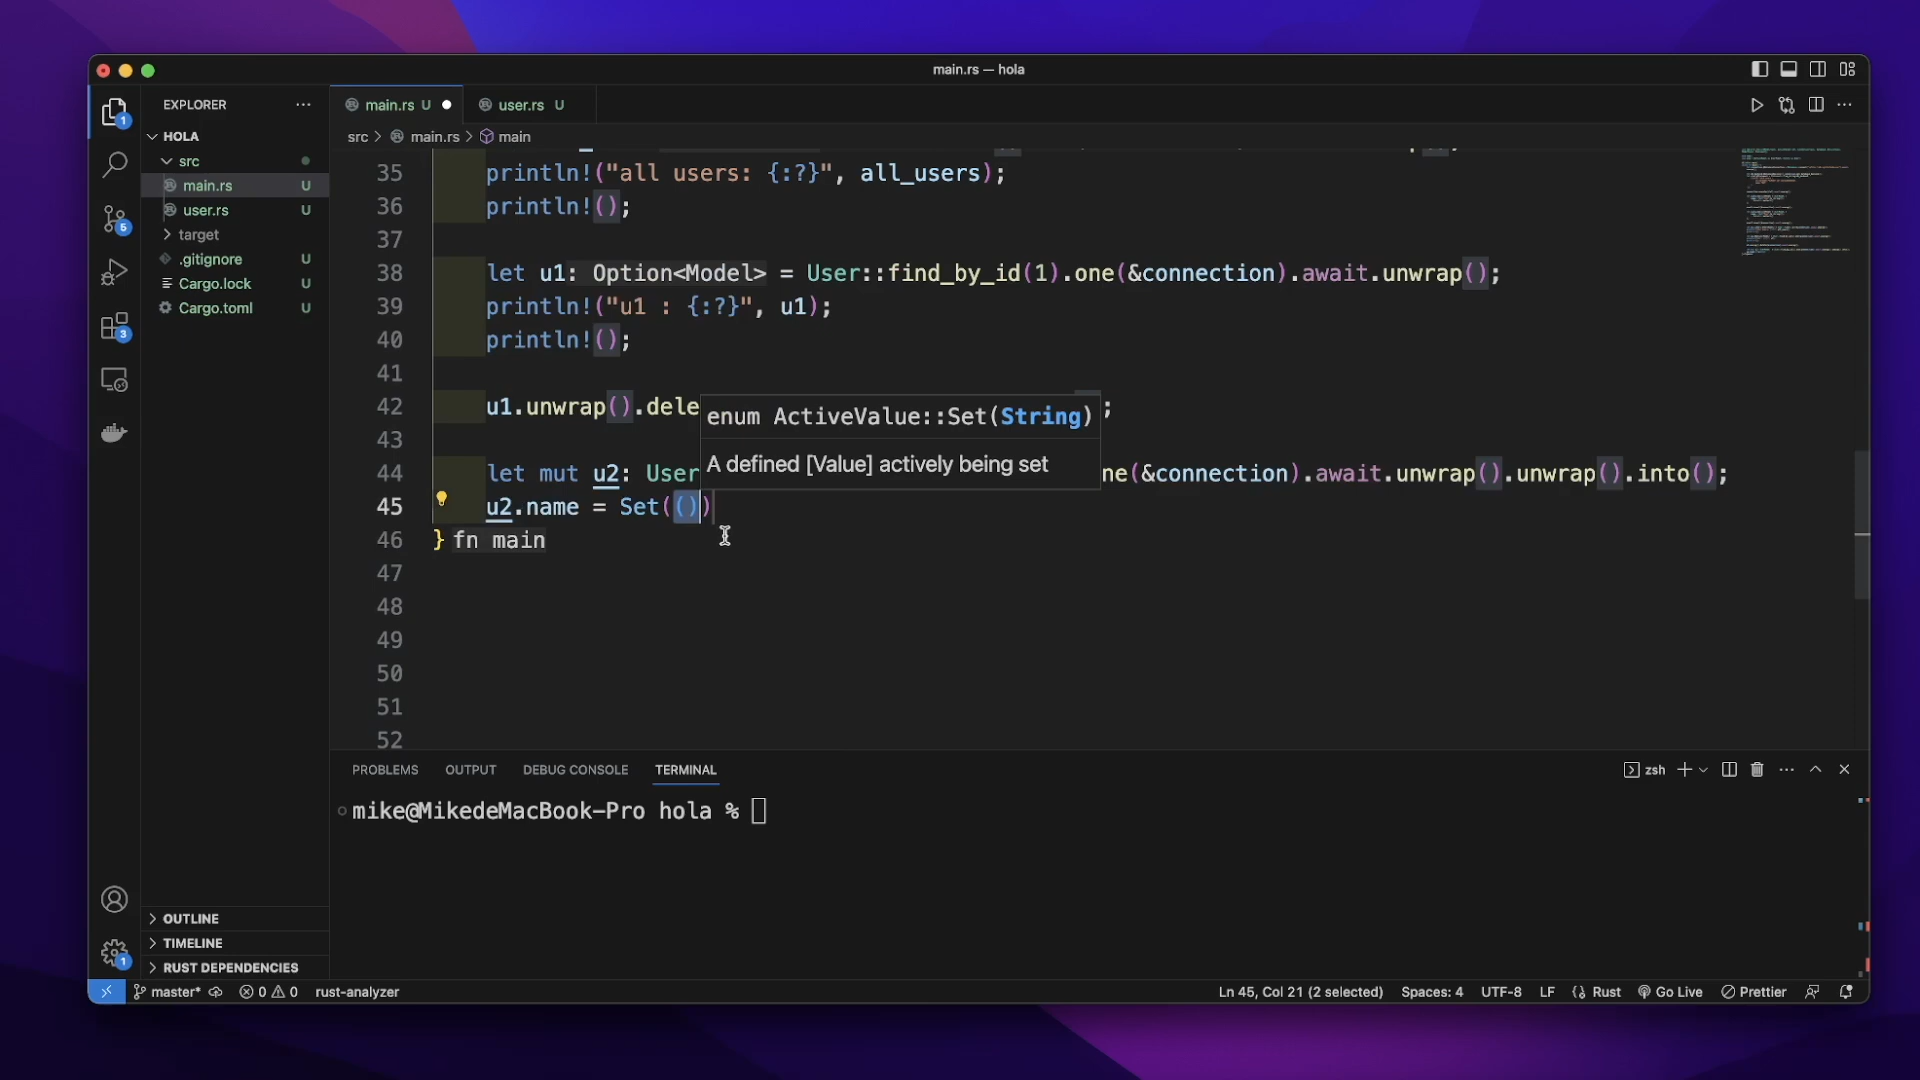 main.rs — hola
EXPLORER
main.rs U
user.rs U
HOLA
src > main.rs > main
src
main.rs U
user.rs U
target
.gitignore U
Cargo.lock U
Cargo.toml U
1
5
3
35 println!("all users: {:?}", all_users);
36 println!();
37
38 let u1: Option<Model> = User::find_by_id(1).one(&connection).await.unwrap();
39 println!("u1 : {:?}", u1);
40 println!();
41
42 u1.unwrap().dele ;
enum ActiveValue::Set(String)
43
A defined [Value] actively being set
44 let mut u2: User ne(&connection).await.unwrap().unwrap().into();
45 u2.name = Set(())
46 } fn main
47
48
49
50
51
52
PROBLEMS OUTPUT DEBUG CONSOLE TERMINAL
zsh
mike@MikedeMacBook-Pro hola %
OUTLINE
TIMELINE
RUST DEPENDENCIES
1
master* 0 0 rust-analyzer
Ln 45, Col 21 (2 selected) Spaces: 4 UTF-8 LF Rust Go Live Prettier